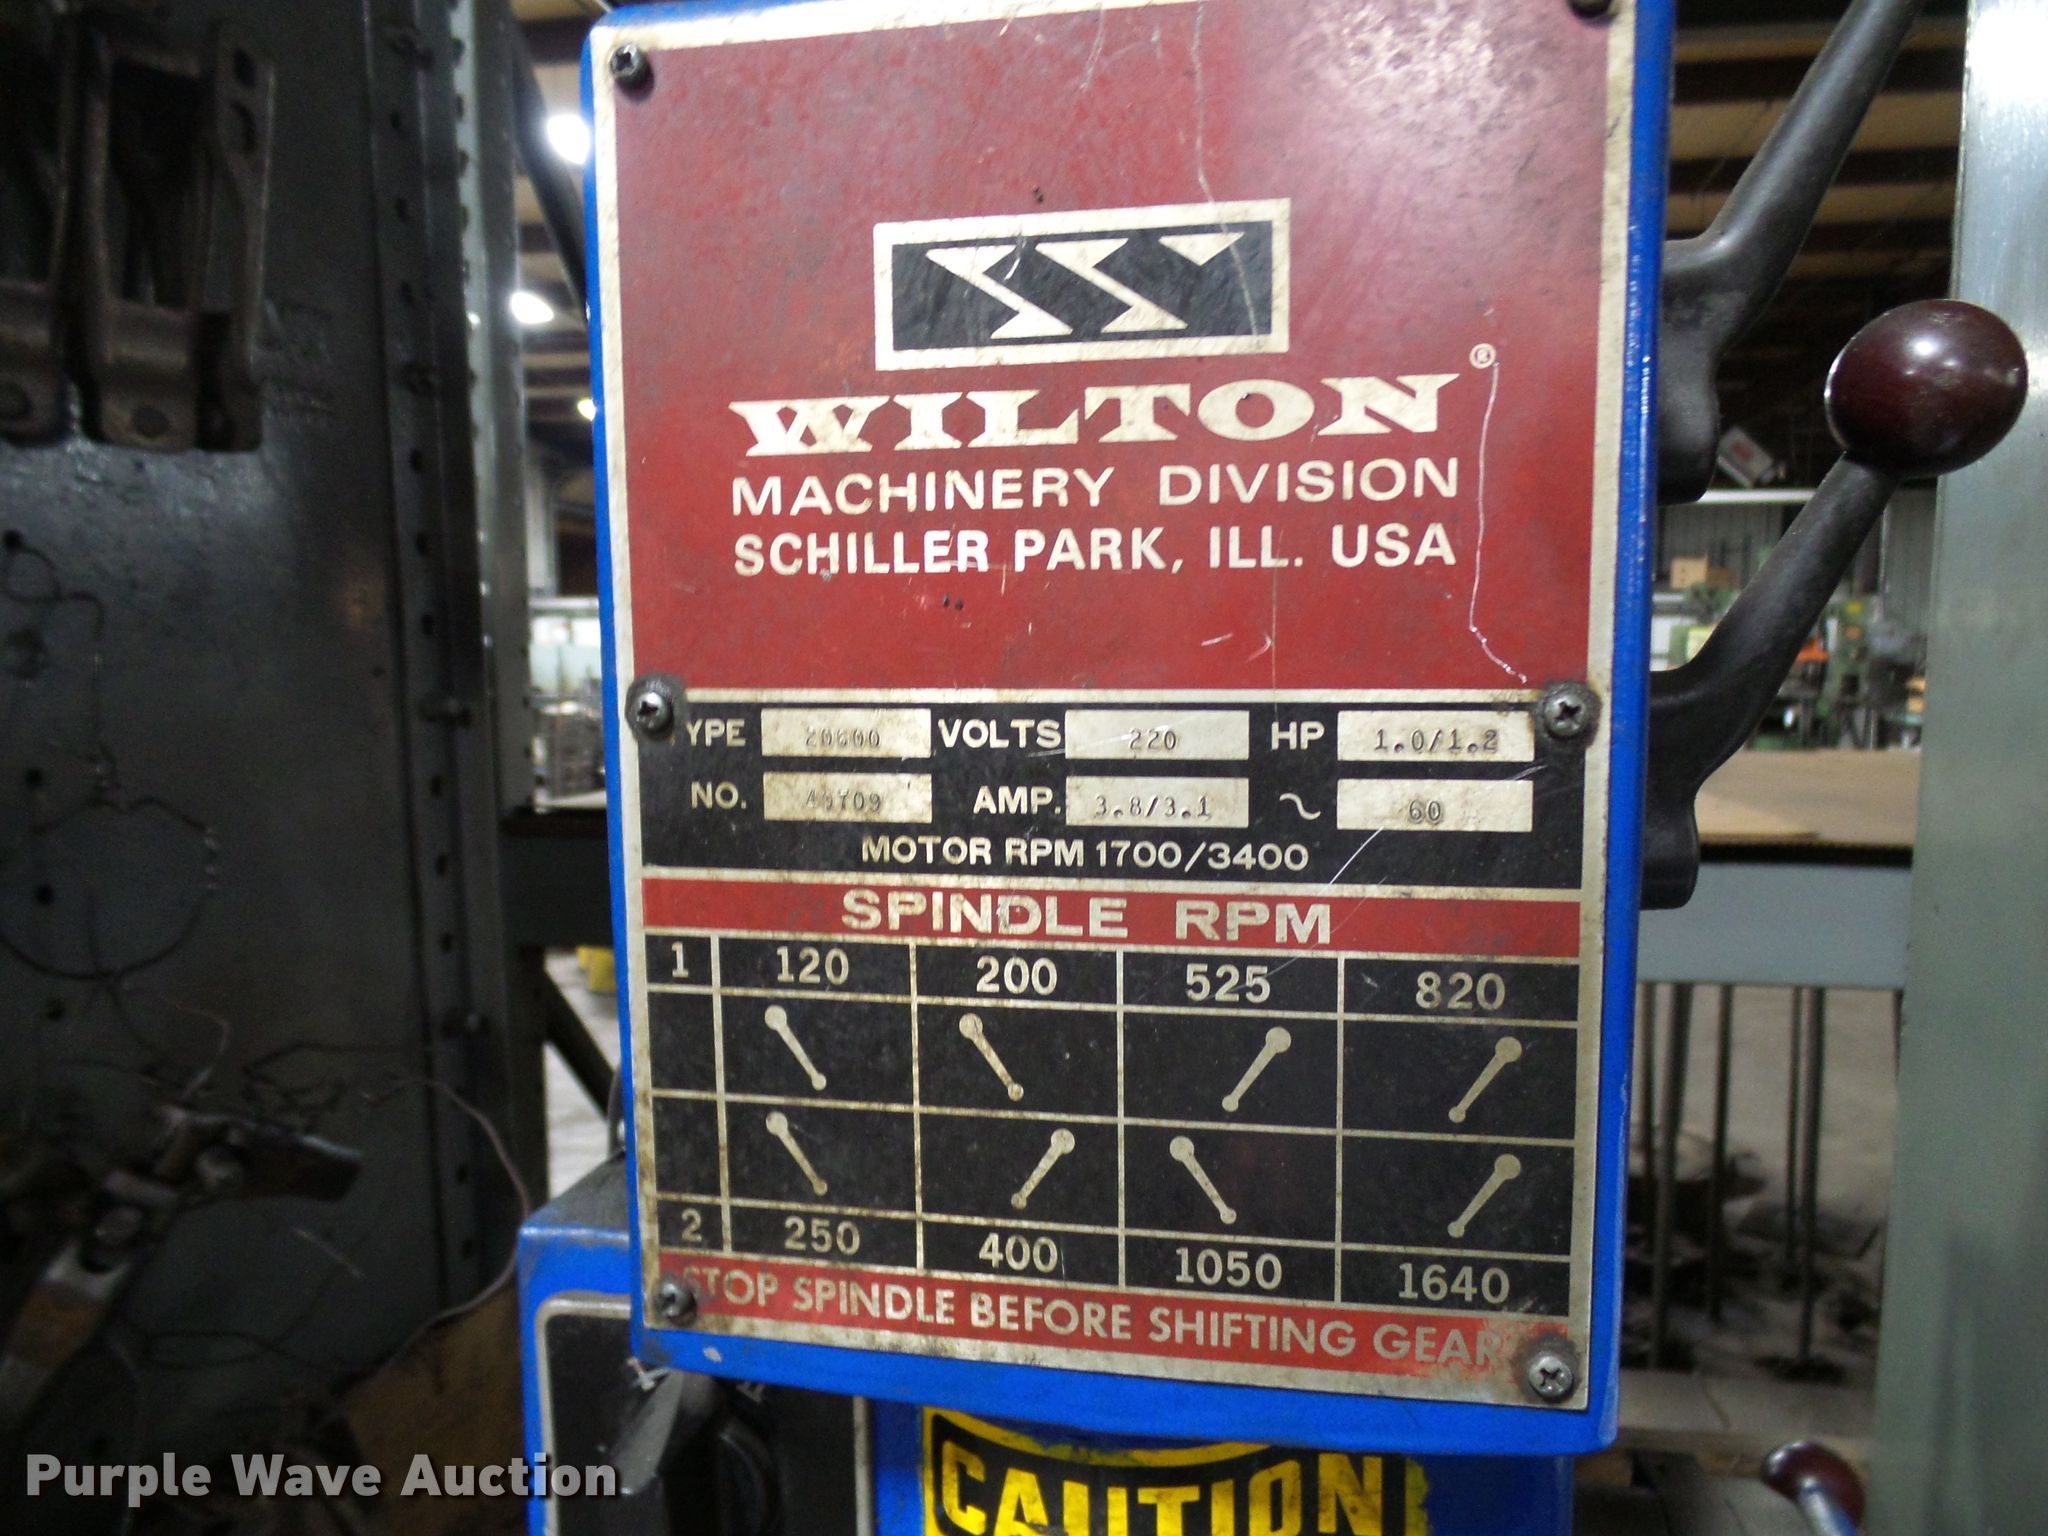 WILTON®
MACHINERY DIVISION
SCHILLER PARK, ILL. USA
YPE 20600 VOLTS 220 HP 1.0/1.2
NO. AMP. 3.8/3.1 ~ 60
MOTOR RPM 1700/3400
SPINDLE RPM
1 120 200 525 820
2 250 400 1050 1640
STOP SPINDLE BEFORE SHIFTING GEAR
CAUTION
Purple Wave Auction